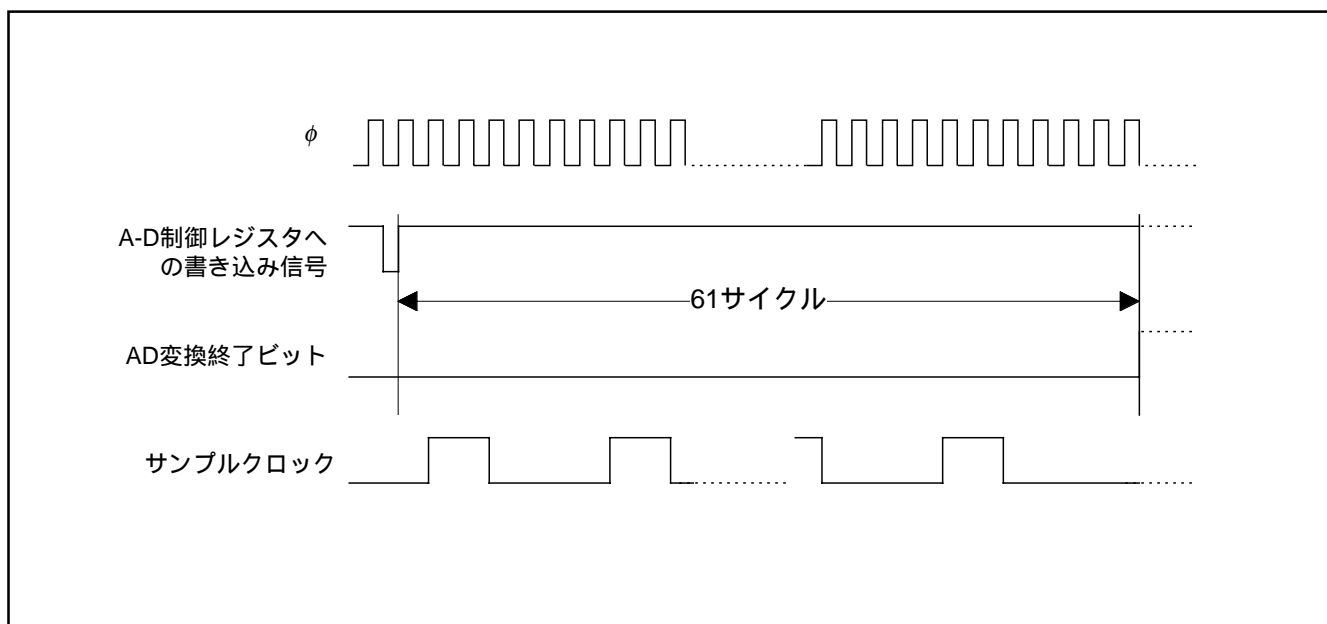 φ
A-D制御レジスタへ
の書き込み信号
61サイクル
AD変換終了ビット
サンプルクロック